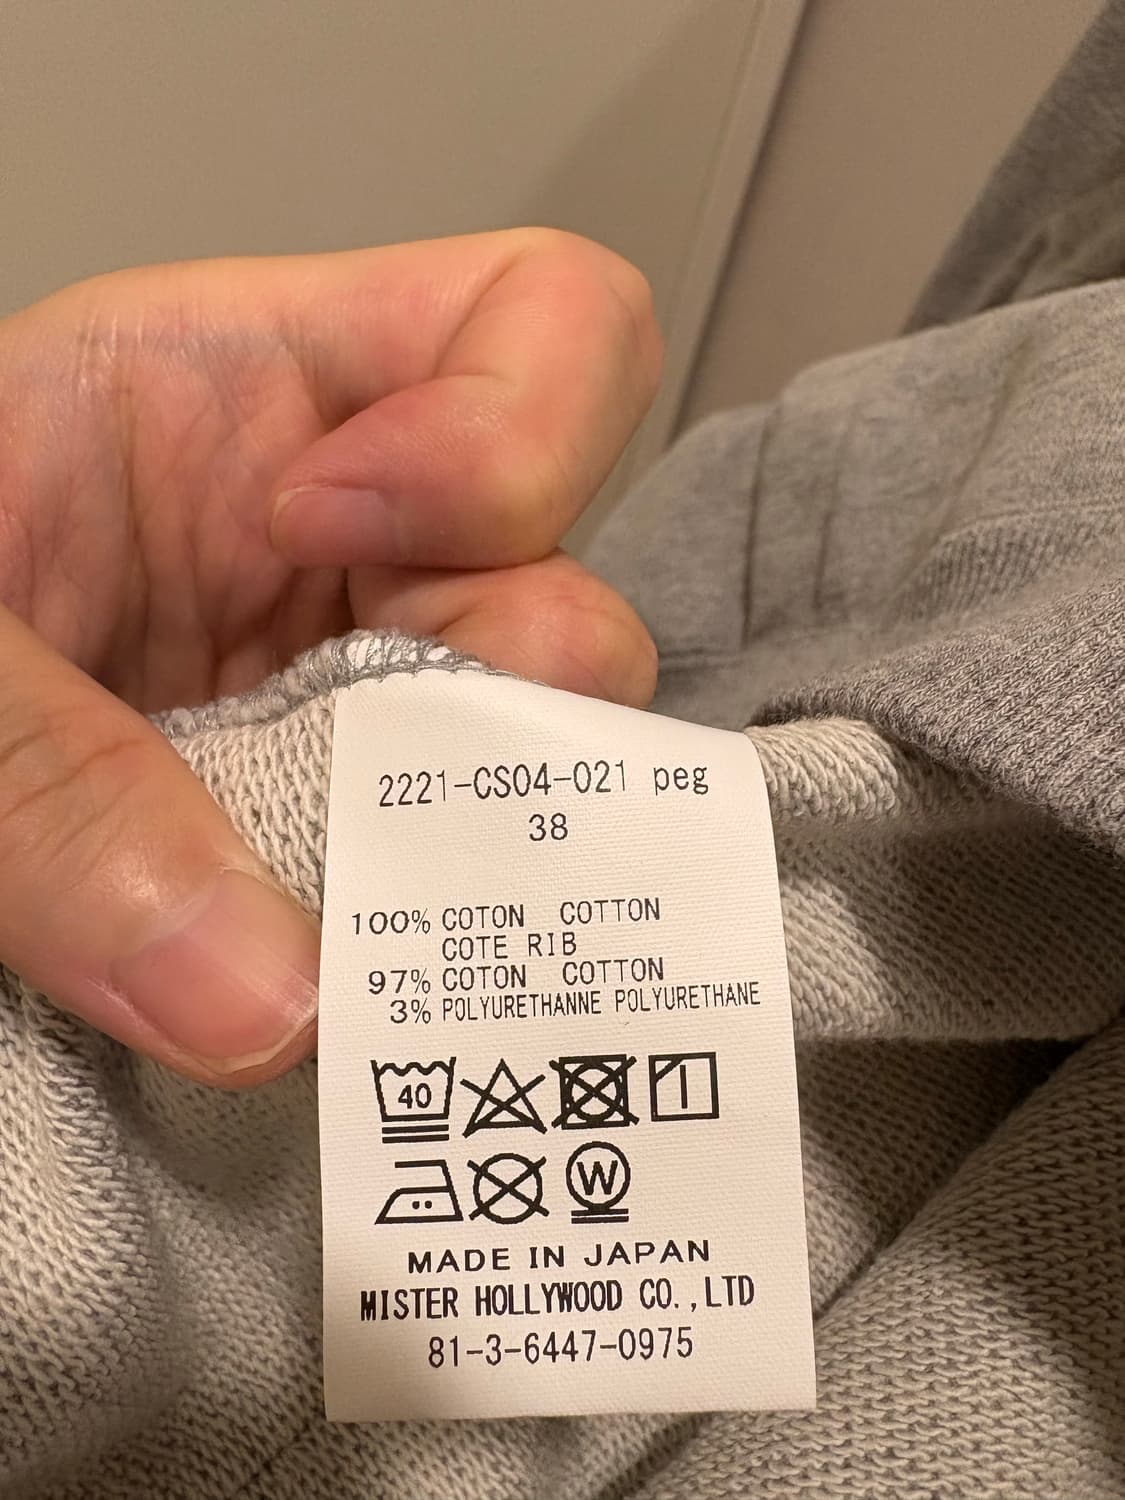 2221-CS04-021 peg
38
100% COTON COTTON
COTE RIB
97% COTON COTTON
3% POLYURETHANNE POLYURETHANE
40
W
MADE IN JAPAN
MISTER HOLLYWOOD CO.,LTD
81-3-6447-0975